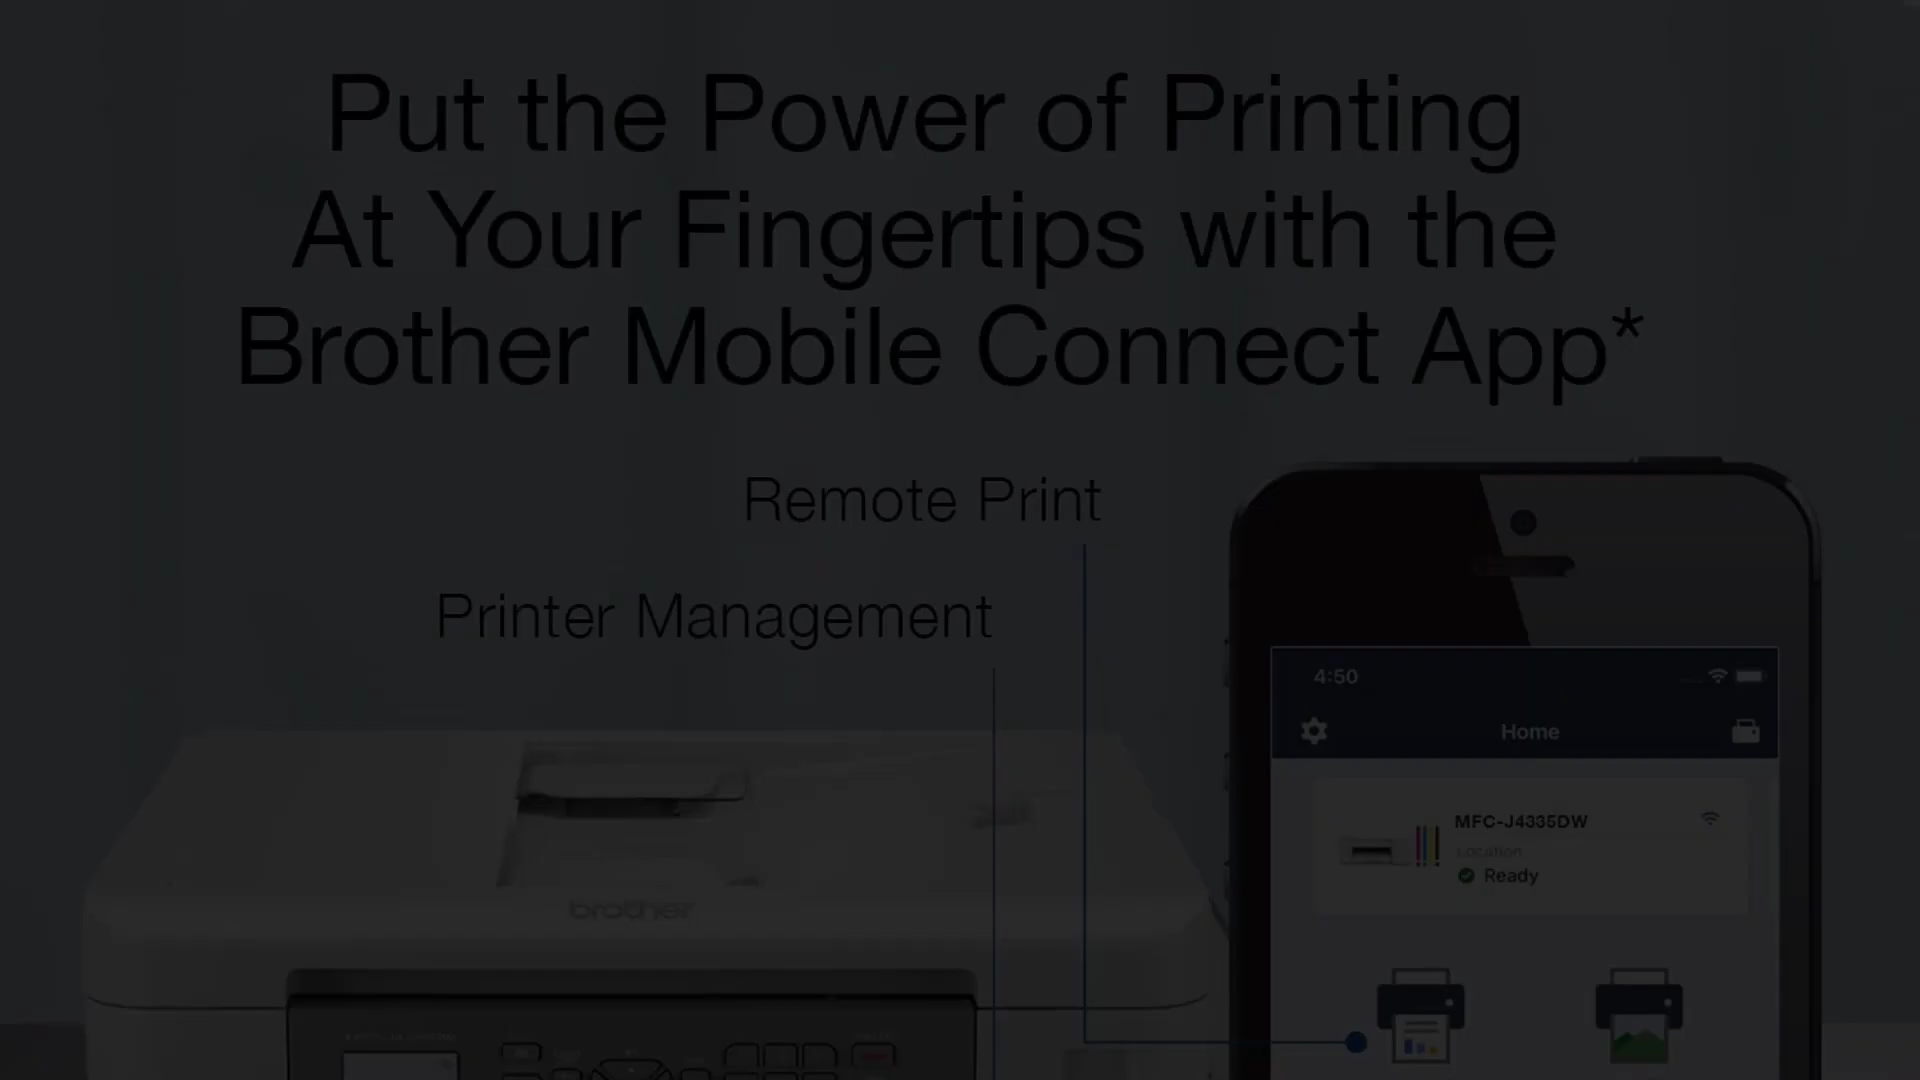 Put the Power of Printing
At Your Fingertips with the
Brother Mobile Connect App*
Remote Print
Printer Management
4:50
Home
MFC-J4335DW
Location
Ready
brother